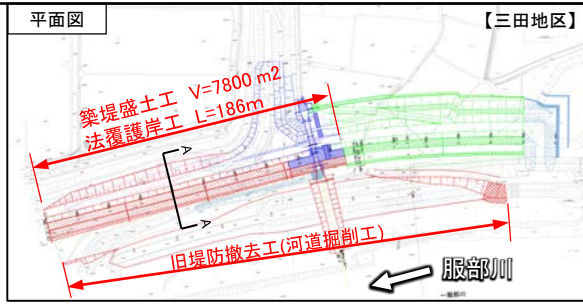 平面図
【三田地区】
築堤盛土工 V=7800 m2
法覆護岸工 L=186m
A
A
旧堤防撤去工(河道掘削工)
服部川